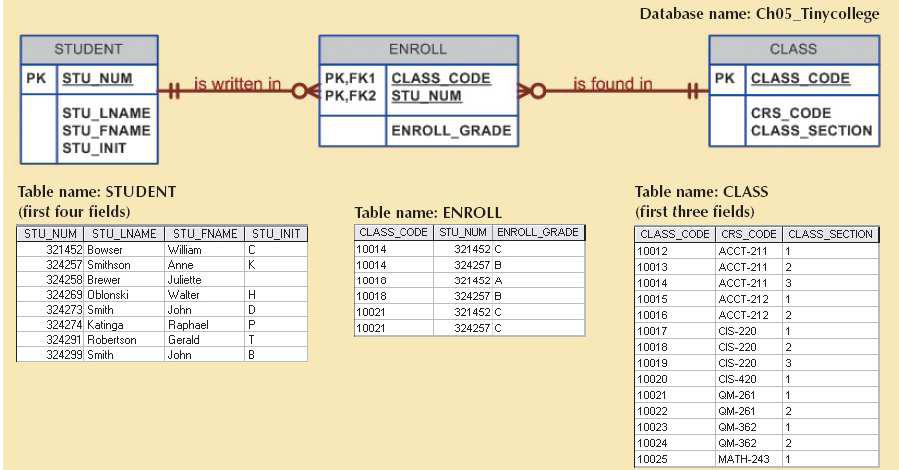 Database name: Ch05_Tinycollege
STUDENT
PK STU_NUM
STU_LNAME
STU_FNAME
STU_INIT
is written in
ENROLL
PK,FK1 CLASS_CODE
PK,FK2 STU_NUM
ENROLL_GRADE
is found in
CLASS
PK CLASS_CODE
CRS_CODE
CLASS_SECTION
Table name: STUDENT
(first four fields)
STU_NUM STU_LNAME STU_FNAME STU_INIT
321452 Bowser William C
324257 Smithson Anne K
324258 Brewer Juliette
324269 Oblonski Walter H
324273 Smith John D
324274 Katinga Raphael P
324291 Robertson Gerald T
324299 Smith John B
Table name: ENROLL
CLASS_CODE STU_NUM ENROLL_GRADE
10014 321452 C
10014 324257 B
10018 321452 A
10018 324257 B
10021 321452 C
10021 324257 C
Table name: CLASS
(first three fields)
CLASS_CODE CRS_CODE CLASS_SECTION
10012 ACCT-211 1
10013 ACCT-211 2
10014 ACCT-211 3
10015 ACCT-212 1
10016 ACCT-212 2
10017 CIS-220 1
10018 CIS-220 2
10019 CIS-220 3
10020 CIS-420 1
10021 QM-261 1
10022 QM-261 2
10023 QM-362 1
10024 QM-362 2
10025 MATH-243 1